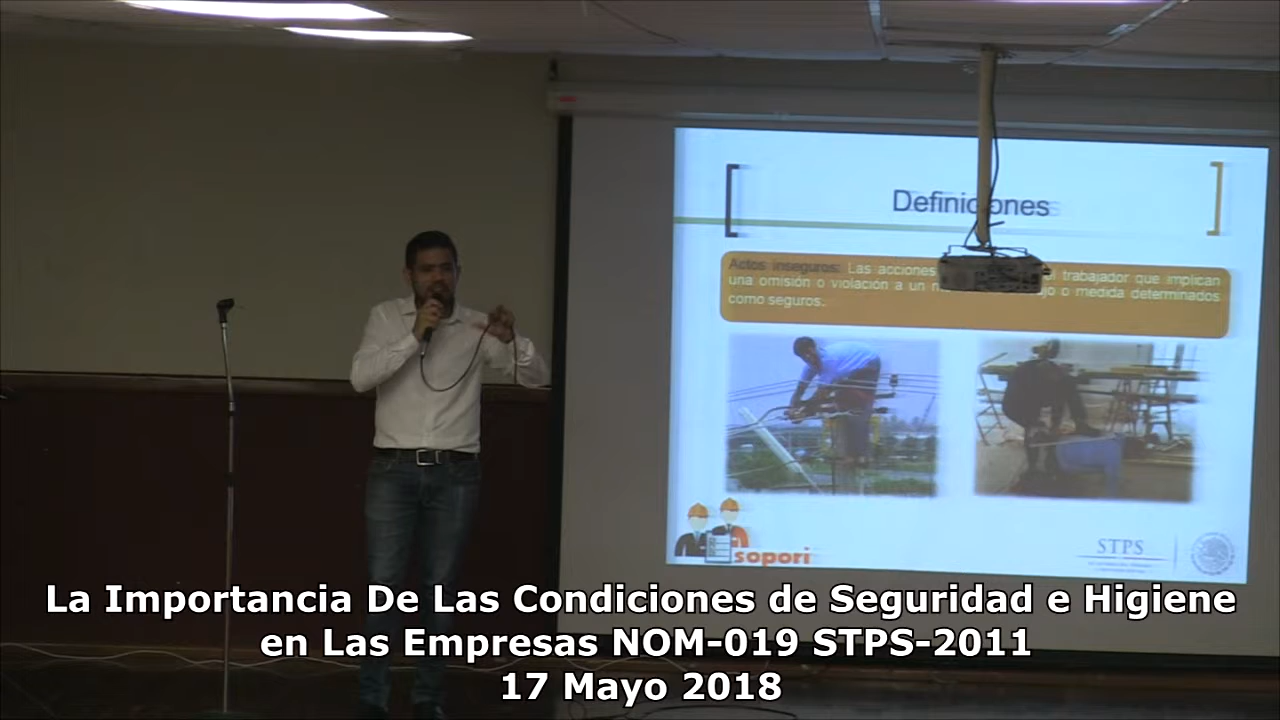 Definiciones
Actos inseguros: Las acciones el trabajador que implican
una omisión o violación a un o medida determinados
como seguros.
sopori
STPS
La Importancia De Las Condiciones de Seguridad e Higiene
en Las Empresas NOM-019 STPS-2011
17 Mayo 2018